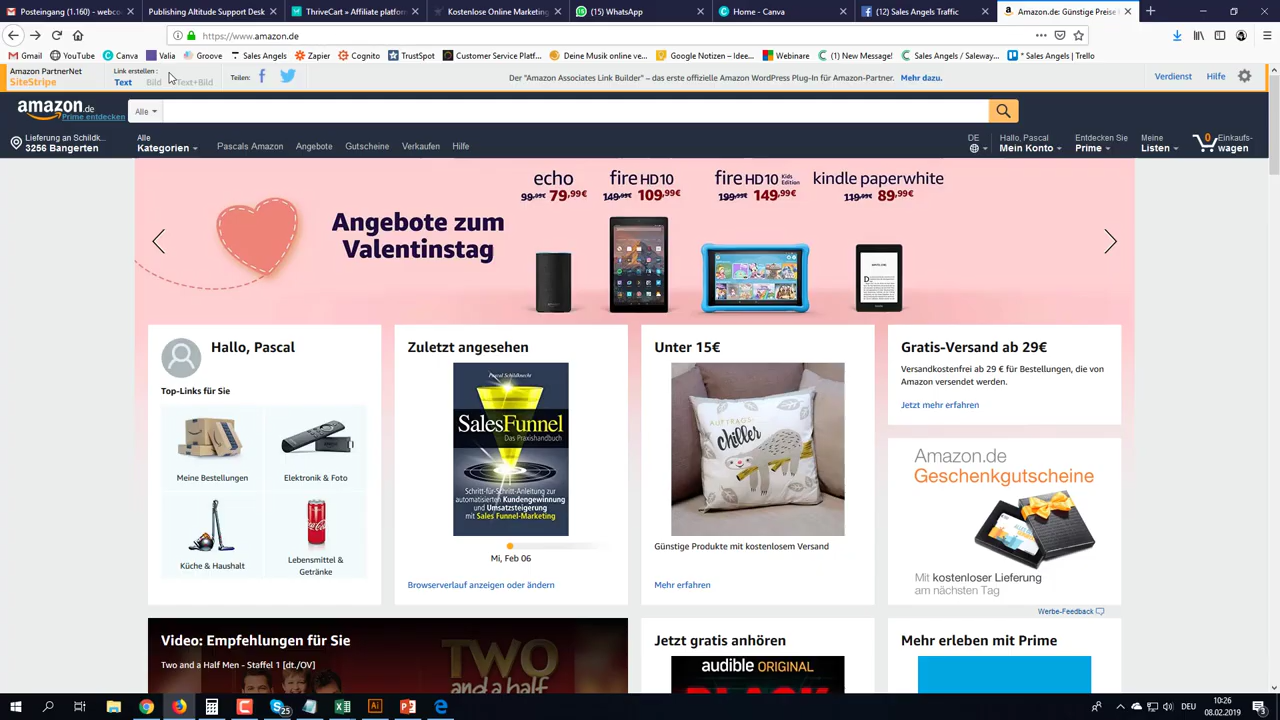 Posteingang (1.160) - webcc
Publishing Altitude Support Desk
ThriveCart » Affiliate platform
Kostenlose Online Marketing
(15) WhatsApp
Home - Canva
(12) Sales Angels Traffic
Amazon.de: Günstige Preise
https://www.amazon.de
Gmail
YouTube
Canva
Valia
Groove
Sales Angels
Zapier
Cognito
TrustSpot
Customer Service Platf...
Deine Musik online ve...
Google Notizen – Idee...
Webinare
(1) New Message!
Sales Angels / Saleway...
* Sales Angels / Trello
Amazon PartnerNet
SiteStripe
Link erstellen :
Text
Bild
Text+Bild
Teilen:
Der "Amazon Associates Link Builder" – das erste offizielle Amazon WordPress Plug-In für Amazon-Partner. Mehr dazu.
Verdienst
Hilfe
amazon.de
Prime entdecken
Alle
Lieferung an Schildk...
3256 Bangerten
Alle
Kategorien
Pascals Amazon
Angebote
Gutscheine
Verkaufen
Hilfe
DE
Hallo, Pascal
Mein Konto
Entdecken Sie
Prime
Meine
Listen
0
Einkaufs-
wagen
Angebote zum
Valentinstag
echo
99,99€ 79,99€
fire HD10
149,99€ 109,99€
fire HD10 Kids Edition
199,99€ 149,99€
kindle paperwhite
119,99€ 89,99€
Hallo, Pascal
Top-Links für Sie
Meine Bestellungen
Elektronik & Foto
Küche & Haushalt
Lebensmittel &
Getränke
Zuletzt angesehen
Pascal Schildknecht
SalesFunnel
Das Praxishandbuch
Schritt-für-Schritt-Anleitung zur
automatisierten Kundengewinnung
und Umsatzsteigerung
mit Sales Funnel-Marketing
Mi, Feb 06
Browserverlauf anzeigen oder ändern
Unter 15€
AUFTRAGS-
chiller
Günstige Produkte mit kostenlosem Versand
Mehr erfahren
Gratis-Versand ab 29€
Versandkostenfrei ab 29 € für Bestellungen, die von
Amazon versendet werden.
Jetzt mehr erfahren
Amazon.de
Geschenkgutscheine
Mit kostenloser Lieferung
am nächsten Tag
Werbe-Feedback
Video: Empfehlungen für Sie
Two and a Half Men - Staffel 1 [dt./OV]
TWO
and a half
Jetzt gratis anhören
audible ORIGINAL
Mehr erleben mit Prime
25
DEU
10:26
08.02.2019
3